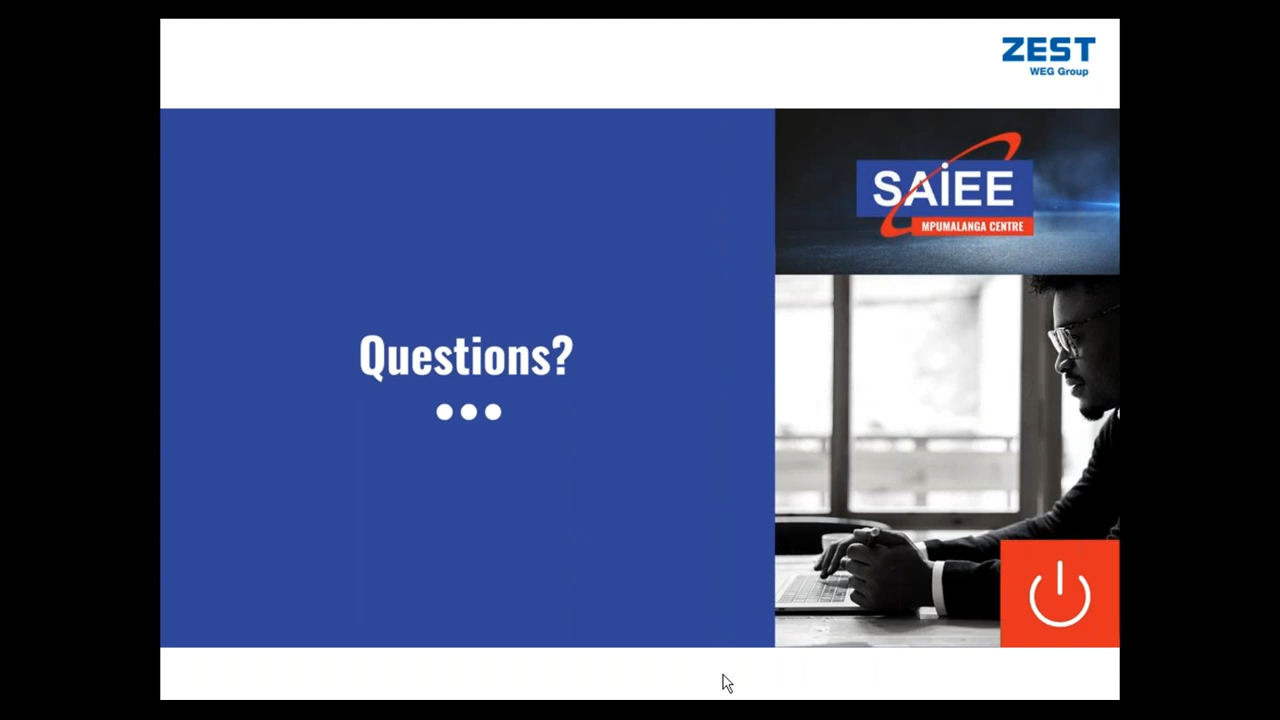 ZEST
WEG Group
SAiEE
MPUMALANGA CENTRE
Questions?